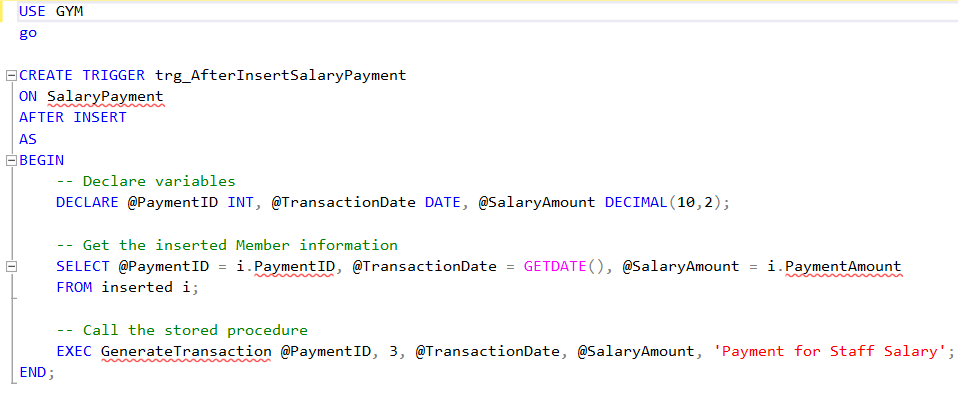 USE GYM
go
CREATE TRIGGER trg_AfterInsertSalaryPayment
ON SalaryPayment
AFTER INSERT
AS
BEGIN
-- Declare variables
DECLARE @PaymentID INT, @TransactionDate DATE, @SalaryAmount DECIMAL(10,2);
-- Get the inserted Member information
SELECT @PaymentID = i.PaymentID, @TransactionDate = GETDATE(), @SalaryAmount = i.PaymentAmount
FROM inserted i;
-- Call the stored procedure
EXEC GenerateTransaction @PaymentID, 3, @TransactionDate, @SalaryAmount, 'Payment for Staff Salary';
END;